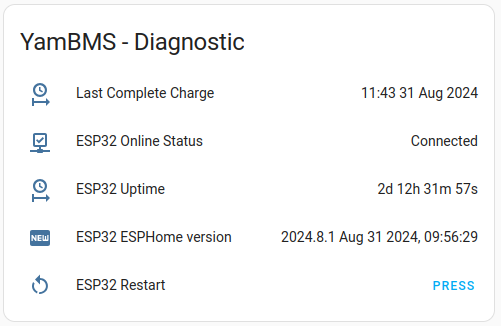 YamBMS - Diagnostic
Last Complete Charge 11:43 31 Aug 2024
ESP32 Online Status Connected
ESP32 Uptime 2d 12h 31m 57s
NEW ESP32 ESPHome version 2024.8.1 Aug 31 2024, 09:56:29
ESP32 Restart PRESS